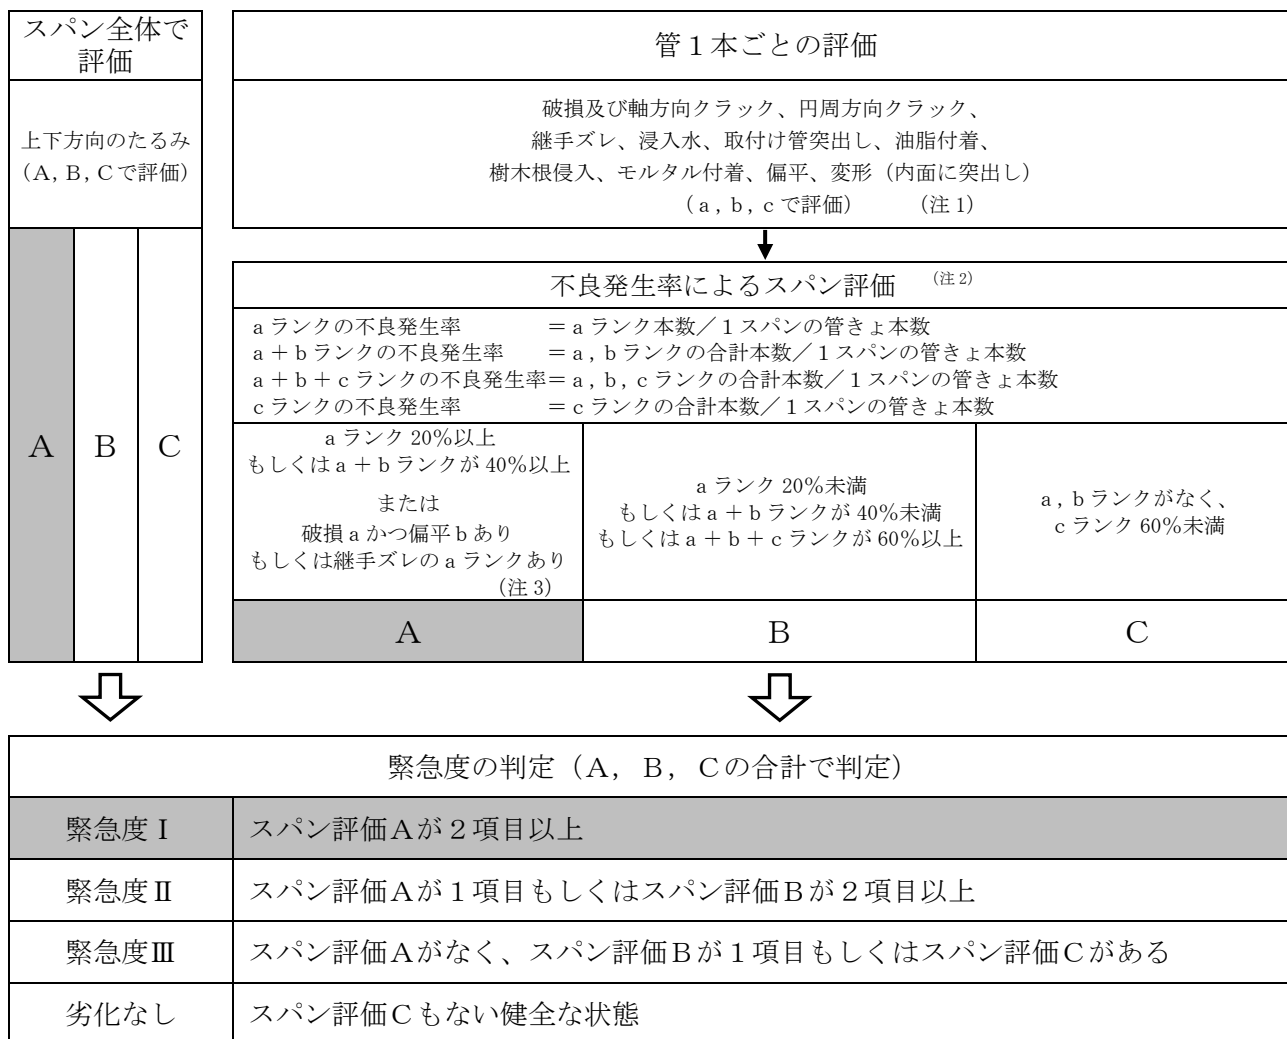 スパン全体で
評価
上下方向のたるみ
（A, B, Cで評価）
A
B
C
管１本ごとの評価
破損及び軸方向クラック、円周方向クラック、
継手ズレ、浸入水、取付け管突出し、油脂付着、
樹木根侵入、モルタル付着、偏平、変形（内面に突出し）
（a, b, cで評価） （注1）
不良発生率によるスパン評価 （注2）
aランクの不良発生率 ＝aランク本数／１スパンの管きょ本数
a＋bランクの不良発生率 ＝a, bランクの合計本数／１スパンの管きょ本数
a＋b＋cランクの不良発生率＝a, b, cランクの合計本数／１スパンの管きょ本数
cランクの不良発生率 ＝cランクの合計本数／１スパンの管きょ本数
aランク 20％以上
もしくはa＋bランクが 40％以上
または
破損aかつ偏平bあり
もしくは継手ズレのaランクあり
（注3）
aランク 20％未満
もしくはa＋bランクが 40％未満
もしくはa＋b＋cランクが 60％以上
a, bランクがなく、
cランク 60％未満
A
B
C
緊急度の判定（A, B, Cの合計で判定）
緊急度Ⅰ スパン評価Aが２項目以上
緊急度Ⅱ スパン評価Aが１項目もしくはスパン評価Bが２項目以上
緊急度Ⅲ スパン評価Aがなく、スパン評価Bが１項目もしくはスパン評価Cがある
劣化なし スパン評価Cもない健全な状態